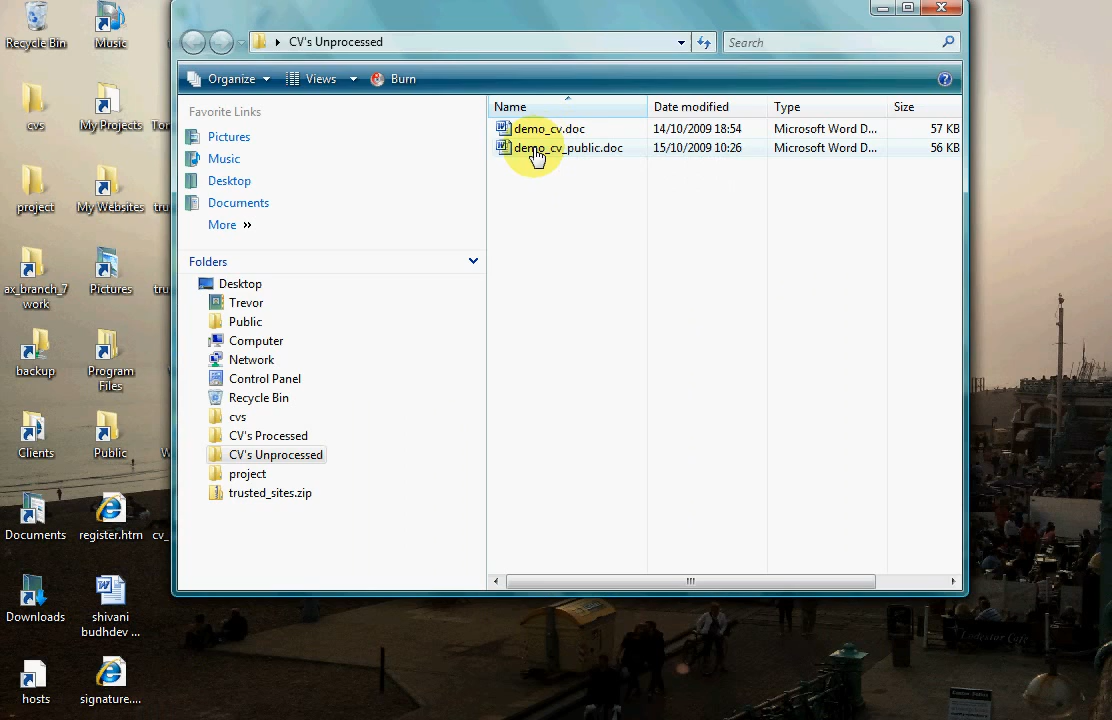 Recycle Bin
Music
cvs
My Projects
Tor
project
My Websites
tru
ax_branch_7
work
Pictures
tru
backup
Program
Files
Clients
Public
W
Documents
register.htm
cv_
Downloads
shivani
budhdev ...
hosts
signature....
CV's Unprocessed
Search
Organize
Views
Burn
Favorite Links
Pictures
Music
Desktop
Documents
More »
Folders
Desktop
Trevor
Public
Computer
Network
Control Panel
Recycle Bin
cvs
CV's Processed
CV's Unprocessed
project
trusted_sites.zip
Name Date modified Type Size
demo_cv.doc 14/10/2009 18:54 Microsoft Word D... 57 KB
demo_cv_public.doc 15/10/2009 10:26 Microsoft Word D... 56 KB